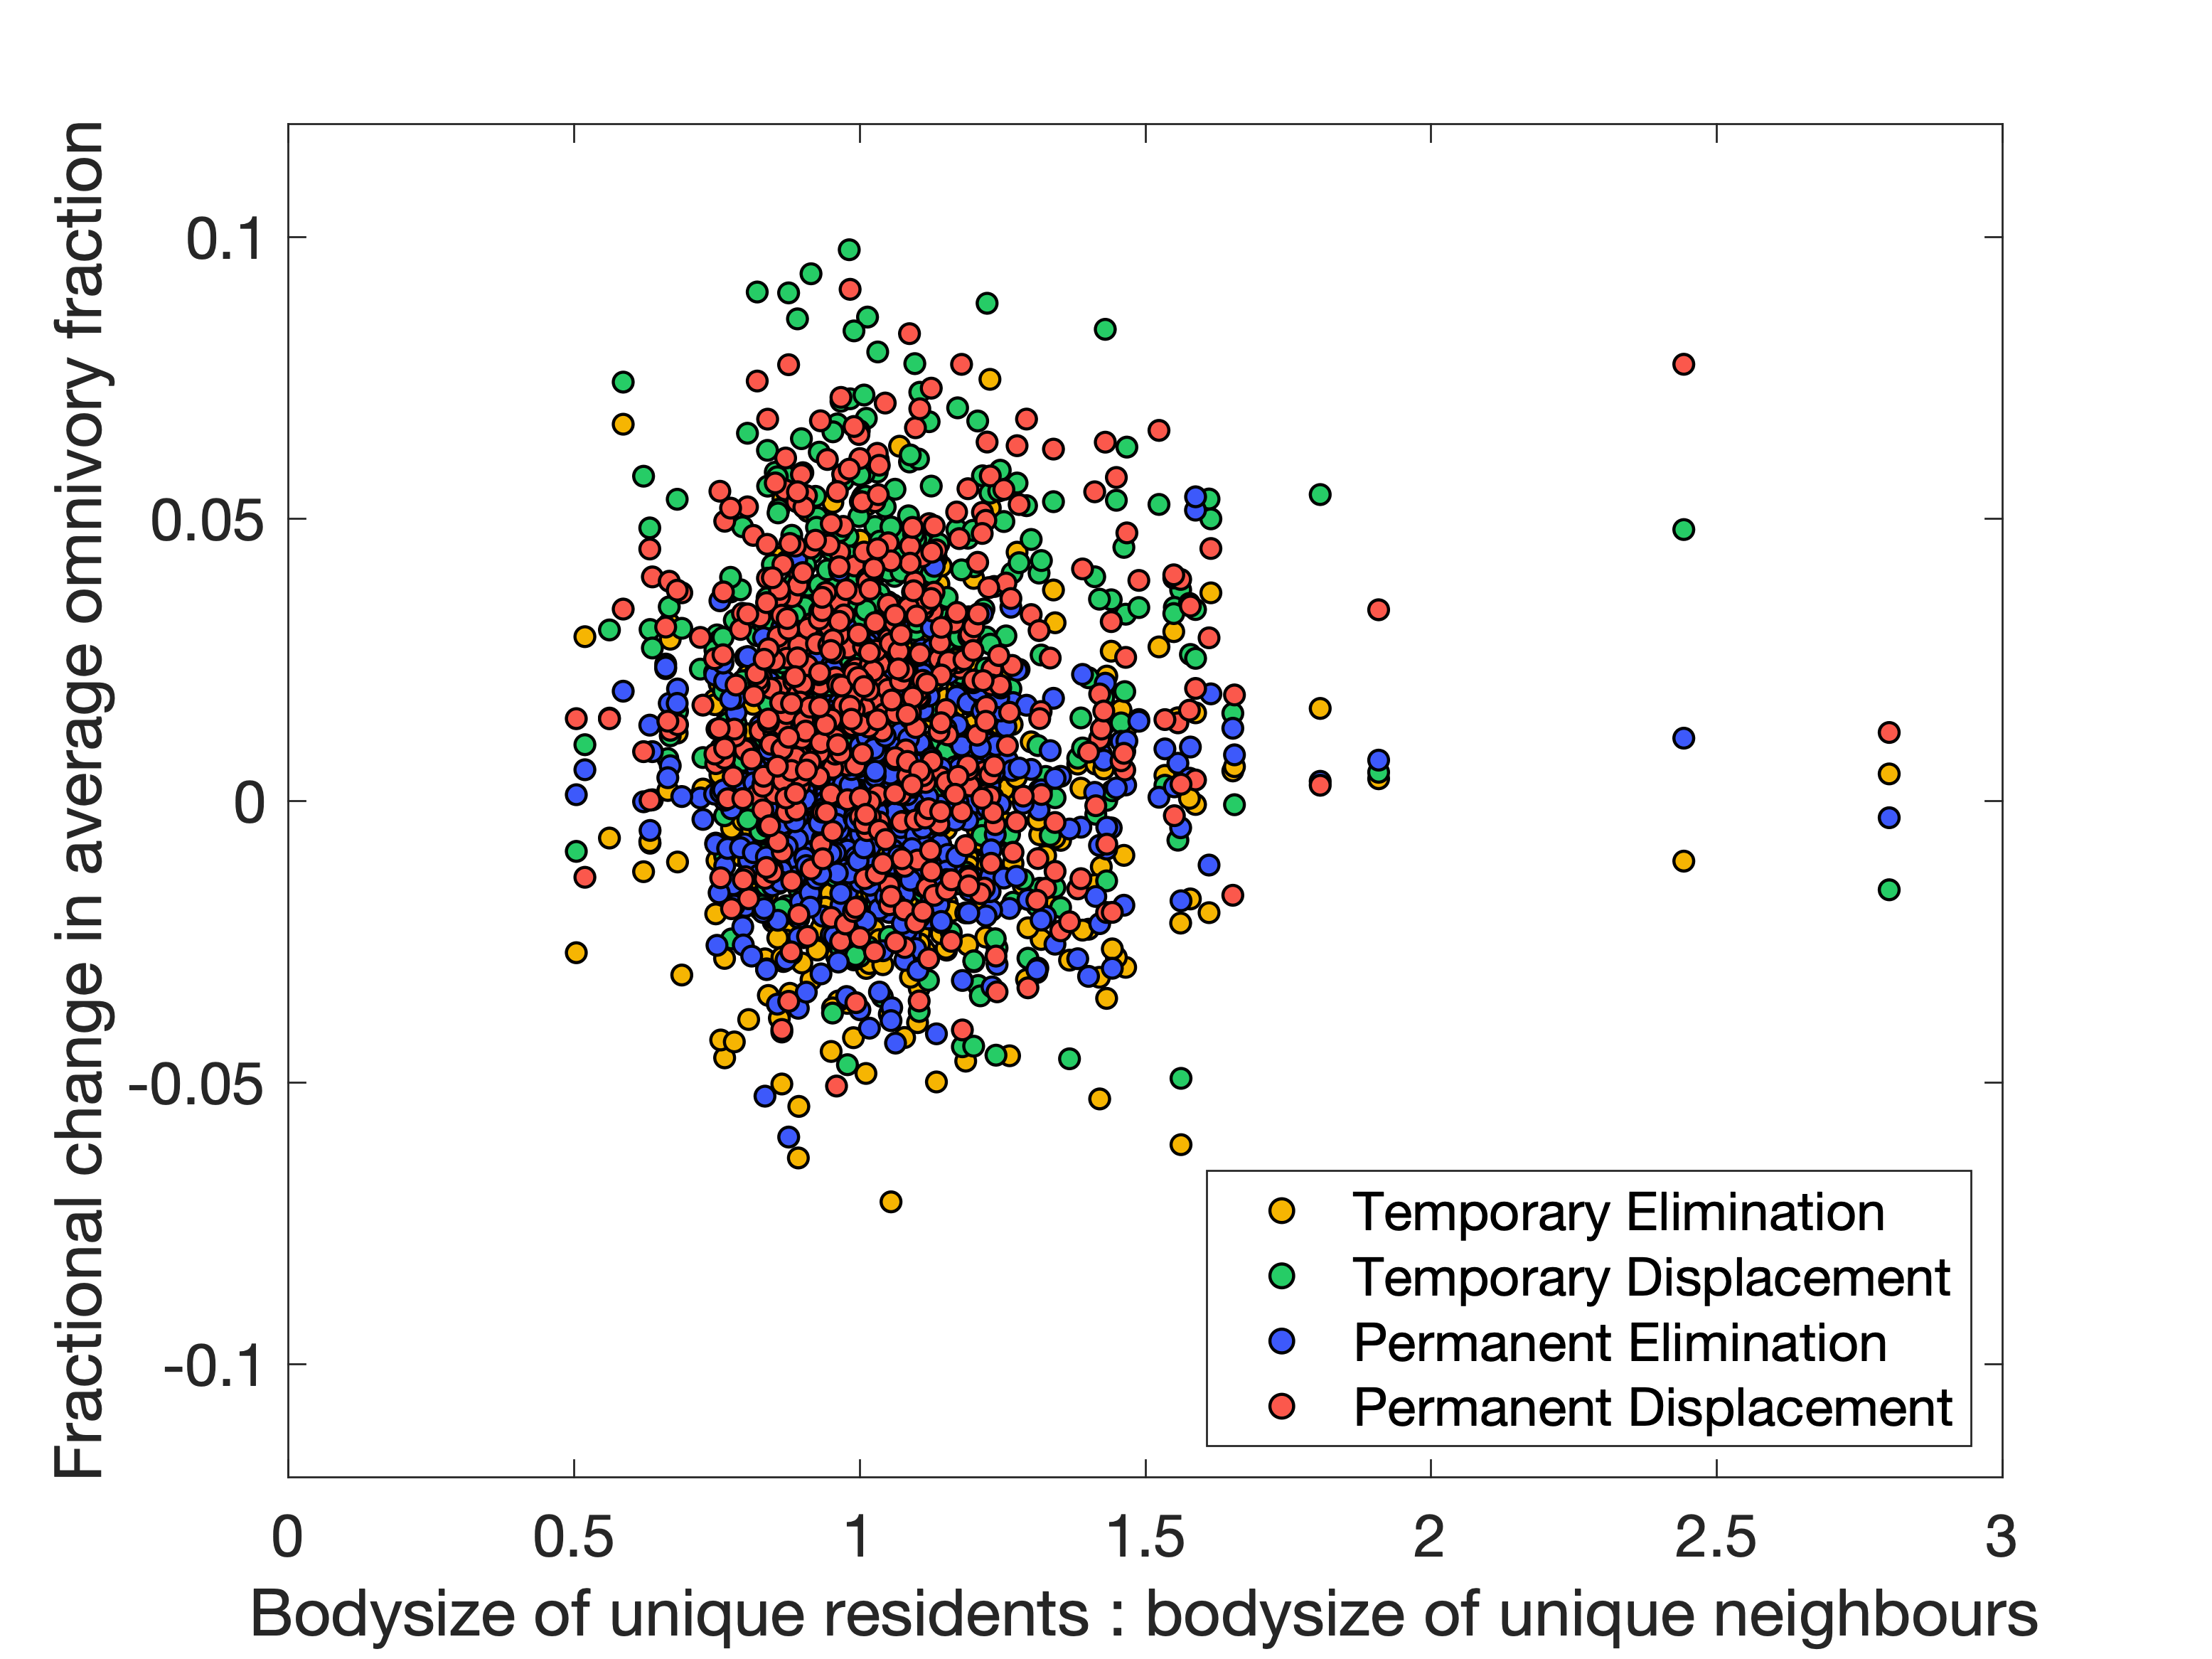 Fractional change in average omnivory fraction
0.1
0.05
0
-0.05
-0.1
Temporary Elimination
Temporary Displacement
Permanent Elimination
Permanent Displacement
0 0.5 1 1.5 2 2.5 3
Bodysize of unique residents : bodysize of unique neighbours